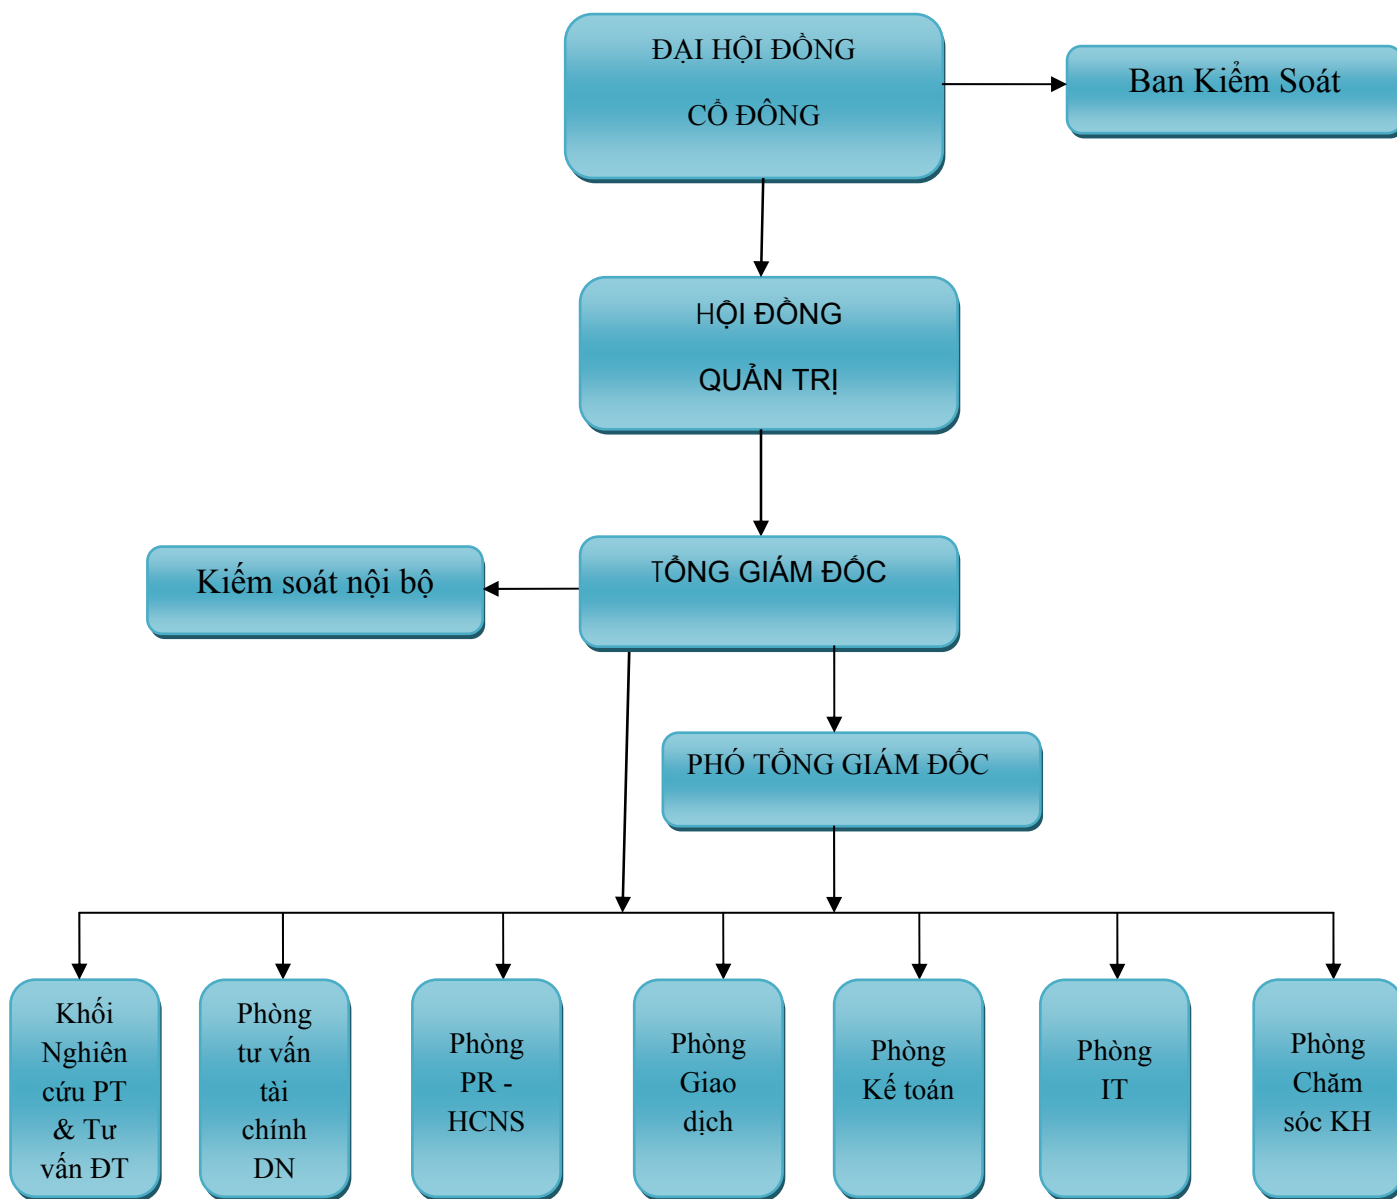 ĐẠI HỘI ĐỒNG
CỔ ĐÔNG
Ban Kiểm Soát
HỘI ĐỒNG
QUẢN TRỊ
TỔNG GIÁM ĐỐC
Kiếm soát nội bộ
PHÓ TỔNG GIÁM ĐỐC
Khối
Nghiên
cứu PT
& Tư
vấn ĐT
Phòng
tư vấn
tài
chính
DN
Phòng
PR -
HCNS
Phòng
Giao
dịch
Phòng
Kế toán
Phòng
IT
Phòng
Chăm
sóc KH